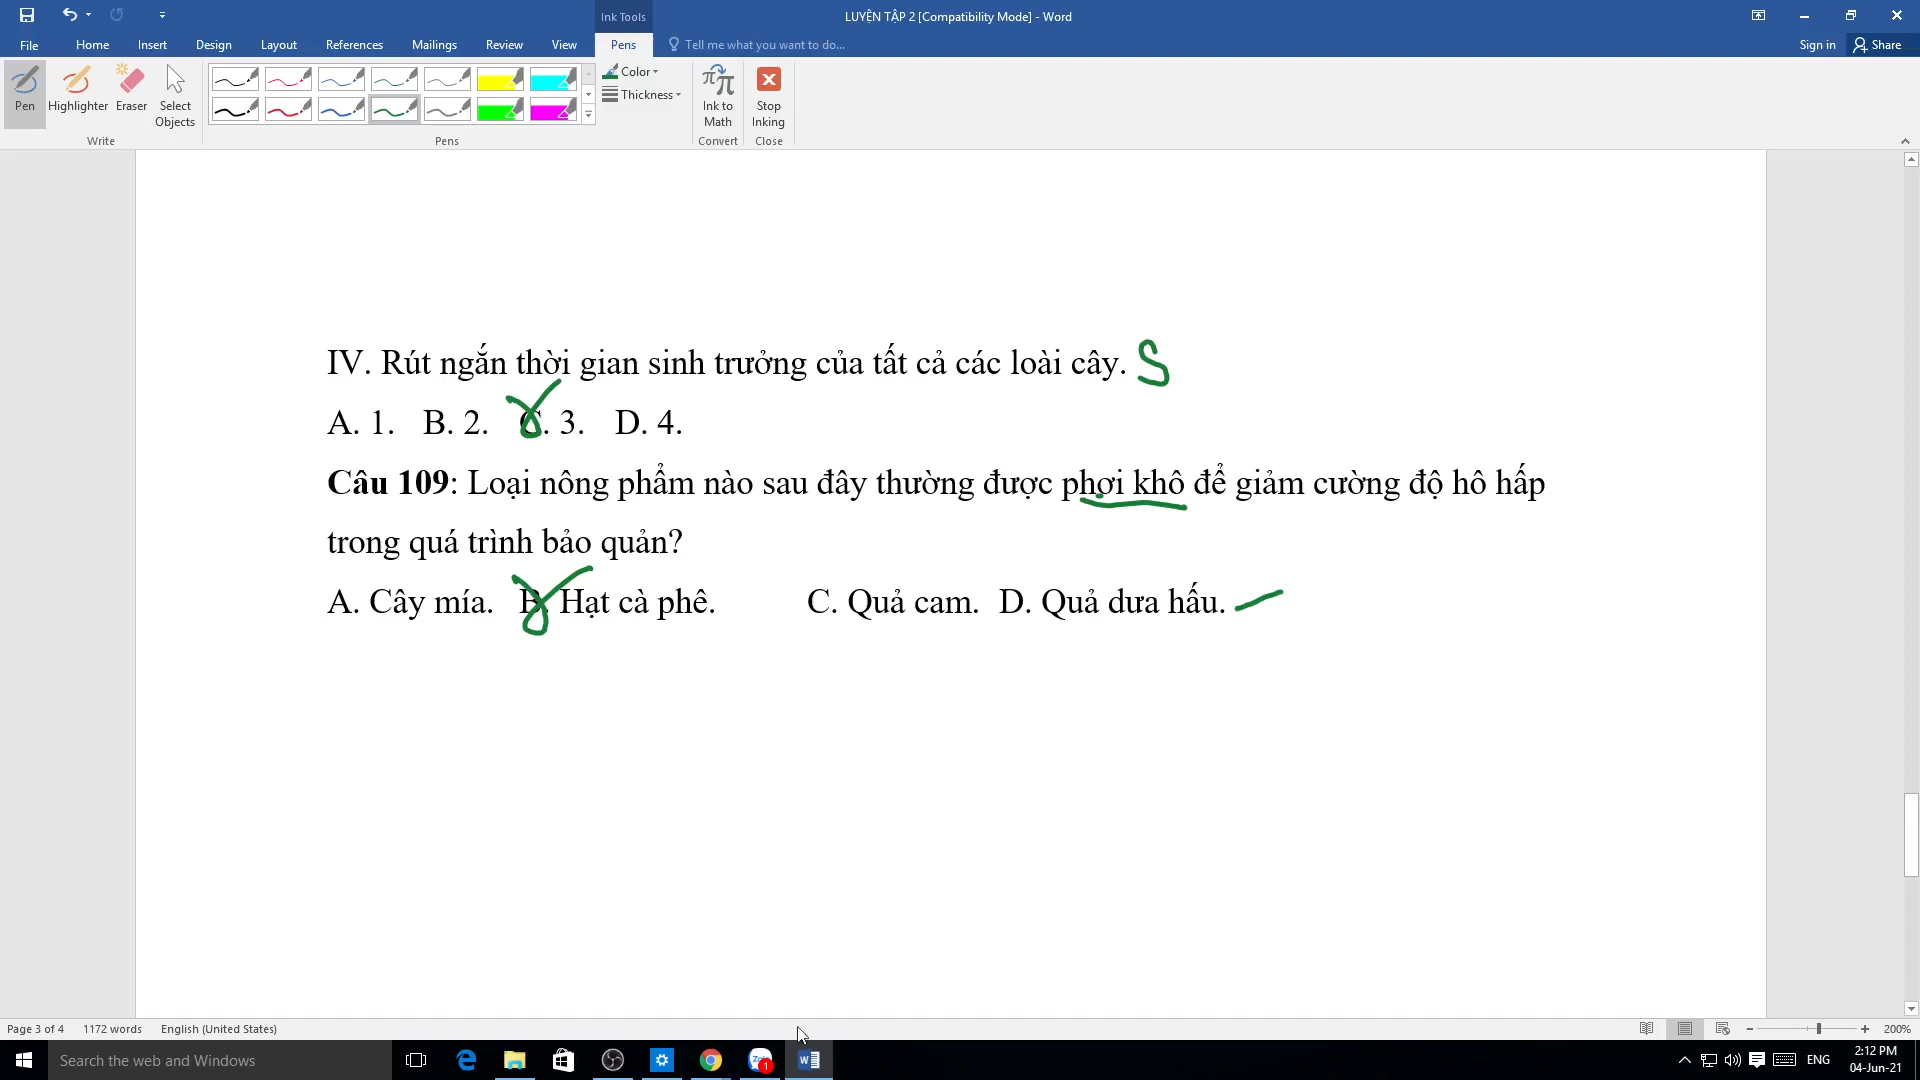 Ink Tools
LUYỆN TẬP 2 [Compatibility Mode] - Word
File Home Insert Design Layout References Mailings Review View Pens Tell me what you want to do... Sign in Share
Pen Highlighter Eraser Select Objects
Color
Thickness
Ink to Math
Stop Inking
Write Pens Convert Close
IV. Rút ngắn thời gian sinh trưởng của tất cả các loài cây. S
A. 1. B. 2. C. 3. D. 4.
Câu 109: Loại nông phẩm nào sau đây thường được phơi khô để giảm cường độ hô hấp
trong quá trình bảo quản?
A. Cây mía. B. Hạt cà phê. C. Quả cam. D. Quả dưa hấu.
Page 3 of 4 1172 words English (United States) 200%
Search the web and Windows
Zalo 1
ENG
2:12 PM
04-Jun-21